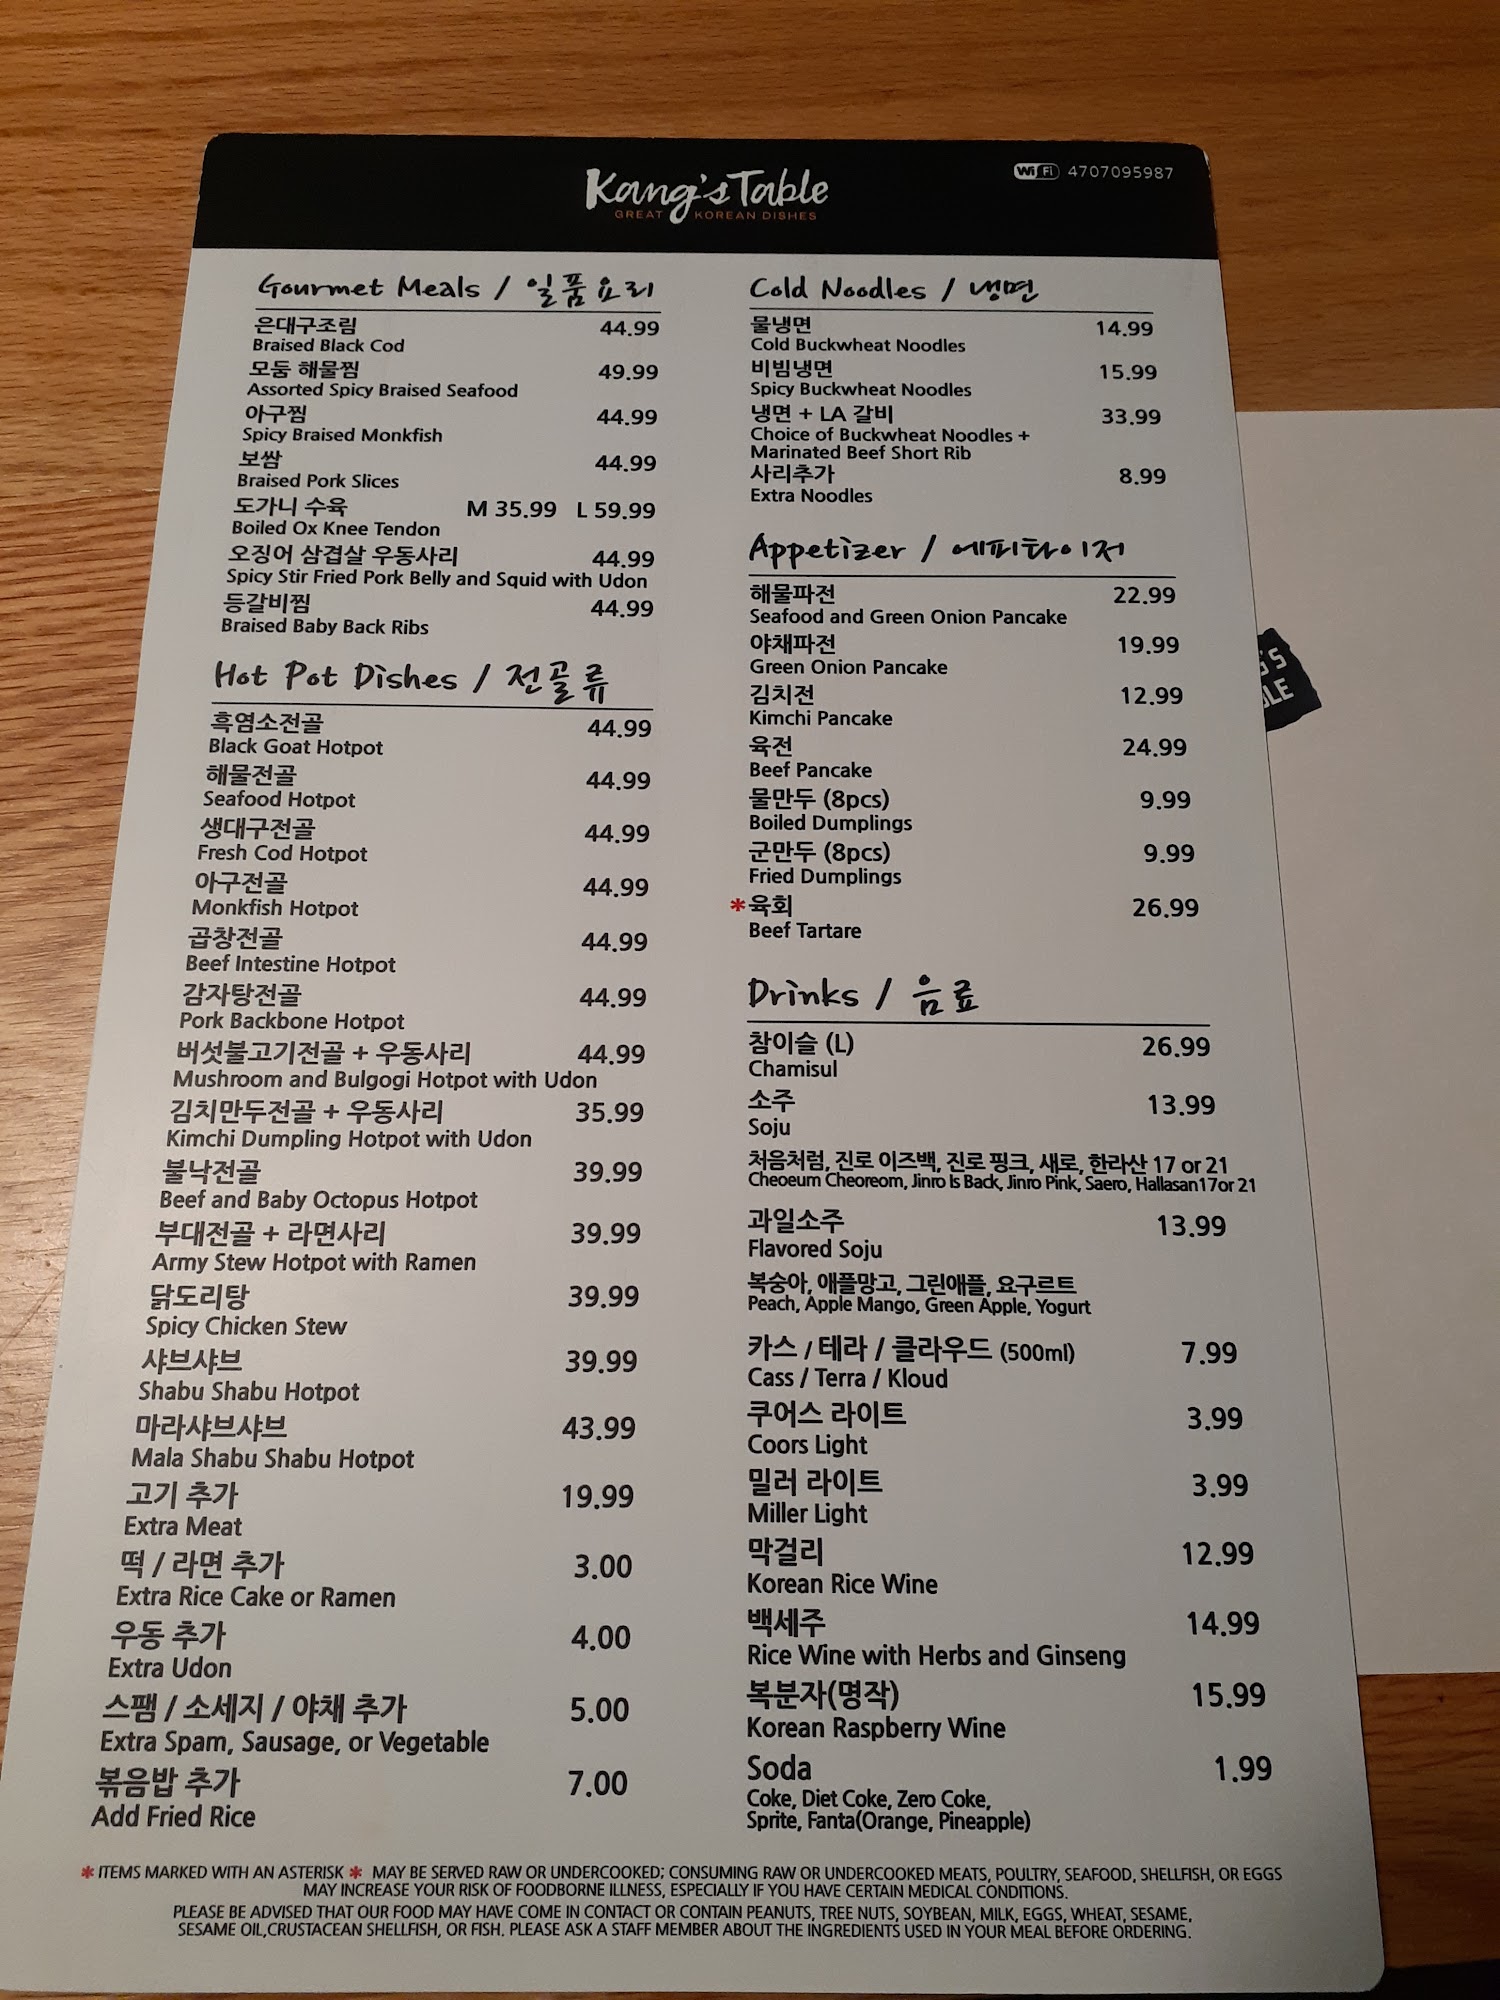 Kang's Table
GREAT KOREAN DISHES
WiFi 4707095987
Gourmet Meals / 일품요리
은대구조림 44.99
Braised Black Cod
모둠 해물찜 49.99
Assorted Spicy Braised Seafood
아구찜 44.99
Spicy Braised Monkfish
보쌈 44.99
Braised Pork Slices
도가니 수육 M 35.99 L 59.99
Boiled Ox Knee Tendon
오징어 삼겹살 우동사리 44.99
Spicy Stir Fried Pork Belly and Squid with Udon
등갈비찜 44.99
Braised Baby Back Ribs
Hot Pot Dishes / 전골류
흑염소전골 44.99
Black Goat Hotpot
해물전골 44.99
Seafood Hotpot
생대구전골 44.99
Fresh Cod Hotpot
아구전골 44.99
Monkfish Hotpot
곱창전골 44.99
Beef Intestine Hotpot
감자탕전골 44.99
Pork Backbone Hotpot
버섯불고기전골 + 우동사리 44.99
Mushroom and Bulgogi Hotpot with Udon
김치만두전골 + 우동사리 35.99
Kimchi Dumpling Hotpot with Udon
불낙전골 39.99
Beef and Baby Octopus Hotpot
부대전골 + 라면사리 39.99
Army Stew Hotpot with Ramen
닭도리탕 39.99
Spicy Chicken Stew
샤브샤브 39.99
Shabu Shabu Hotpot
마라샤브샤브 43.99
Mala Shabu Shabu Hotpot
고기 추가 19.99
Extra Meat
떡 / 라면 추가 3.00
Extra Rice Cake or Ramen
우동 추가 4.00
Extra Udon
스팸 / 소세지 / 야채 추가 5.00
Extra Spam, Sausage, or Vegetable
볶음밥 추가 7.00
Add Fried Rice
Cold Noodles / 냉면
물냉면 14.99
Cold Buckwheat Noodles
비빔냉면 15.99
Spicy Buckwheat Noodles
냉면 + LA 갈비 33.99
Choice of Buckwheat Noodles +
Marinated Beef Short Rib
사리추가 8.99
Extra Noodles
Appetizer / 에피타이저
해물파전 22.99
Seafood and Green Onion Pancake
야채파전 19.99
Green Onion Pancake
김치전 12.99
Kimchi Pancake
육전 24.99
Beef Pancake
물만두 (8pcs) 9.99
Boiled Dumplings
군만두 (8pcs) 9.99
Fried Dumplings
*육회 26.99
Beef Tartare
Drinks / 음료
참이슬 (L) 26.99
Chamisul
소주 13.99
Soju
처음처럼, 진로 이즈백, 진로 핑크, 새로, 한라산 17 or 21
Cheoeum Cheoreom, Jinro Is Back, Jinro Pink, Saero, Hallasan17or 21
과일소주 13.99
Flavored Soju
복숭아, 애플망고, 그린애플, 요구르트
Peach, Apple Mango, Green Apple, Yogurt
카스 / 테라 / 클라우드 (500ml) 7.99
Cass / Terra / Kloud
쿠어스 라이트 3.99
Coors Light
밀러 라이트 3.99
Miller Light
막걸리 12.99
Korean Rice Wine
백세주 14.99
Rice Wine with Herbs and Ginseng
복분자(명작) 15.99
Korean Raspberry Wine
Soda 1.99
Coke, Diet Coke, Zero Coke,
Sprite, Fanta(Orange, Pineapple)
* ITEMS MARKED WITH AN ASTERISK * MAY BE SERVED RAW OR UNDERCOOKED; CONSUMING RAW OR UNDERCOOKED MEATS, POULTRY, SEAFOOD, SHELLFISH, OR EGGS
MAY INCREASE YOUR RISK OF FOODBORNE ILLNESS, ESPECIALLY IF YOU HAVE CERTAIN MEDICAL CONDITIONS.
PLEASE BE ADVISED THAT OUR FOOD MAY HAVE COME IN CONTACT OR CONTAIN PEANUTS, TREE NUTS, SOYBEAN, MILK, EGGS, WHEAT, SESAME,
SESAME OIL,CRUSTACEAN SHELLFISH, OR FISH. PLEASE ASK A STAFF MEMBER ABOUT THE INGREDIENTS USED IN YOUR MEAL BEFORE ORDERING.